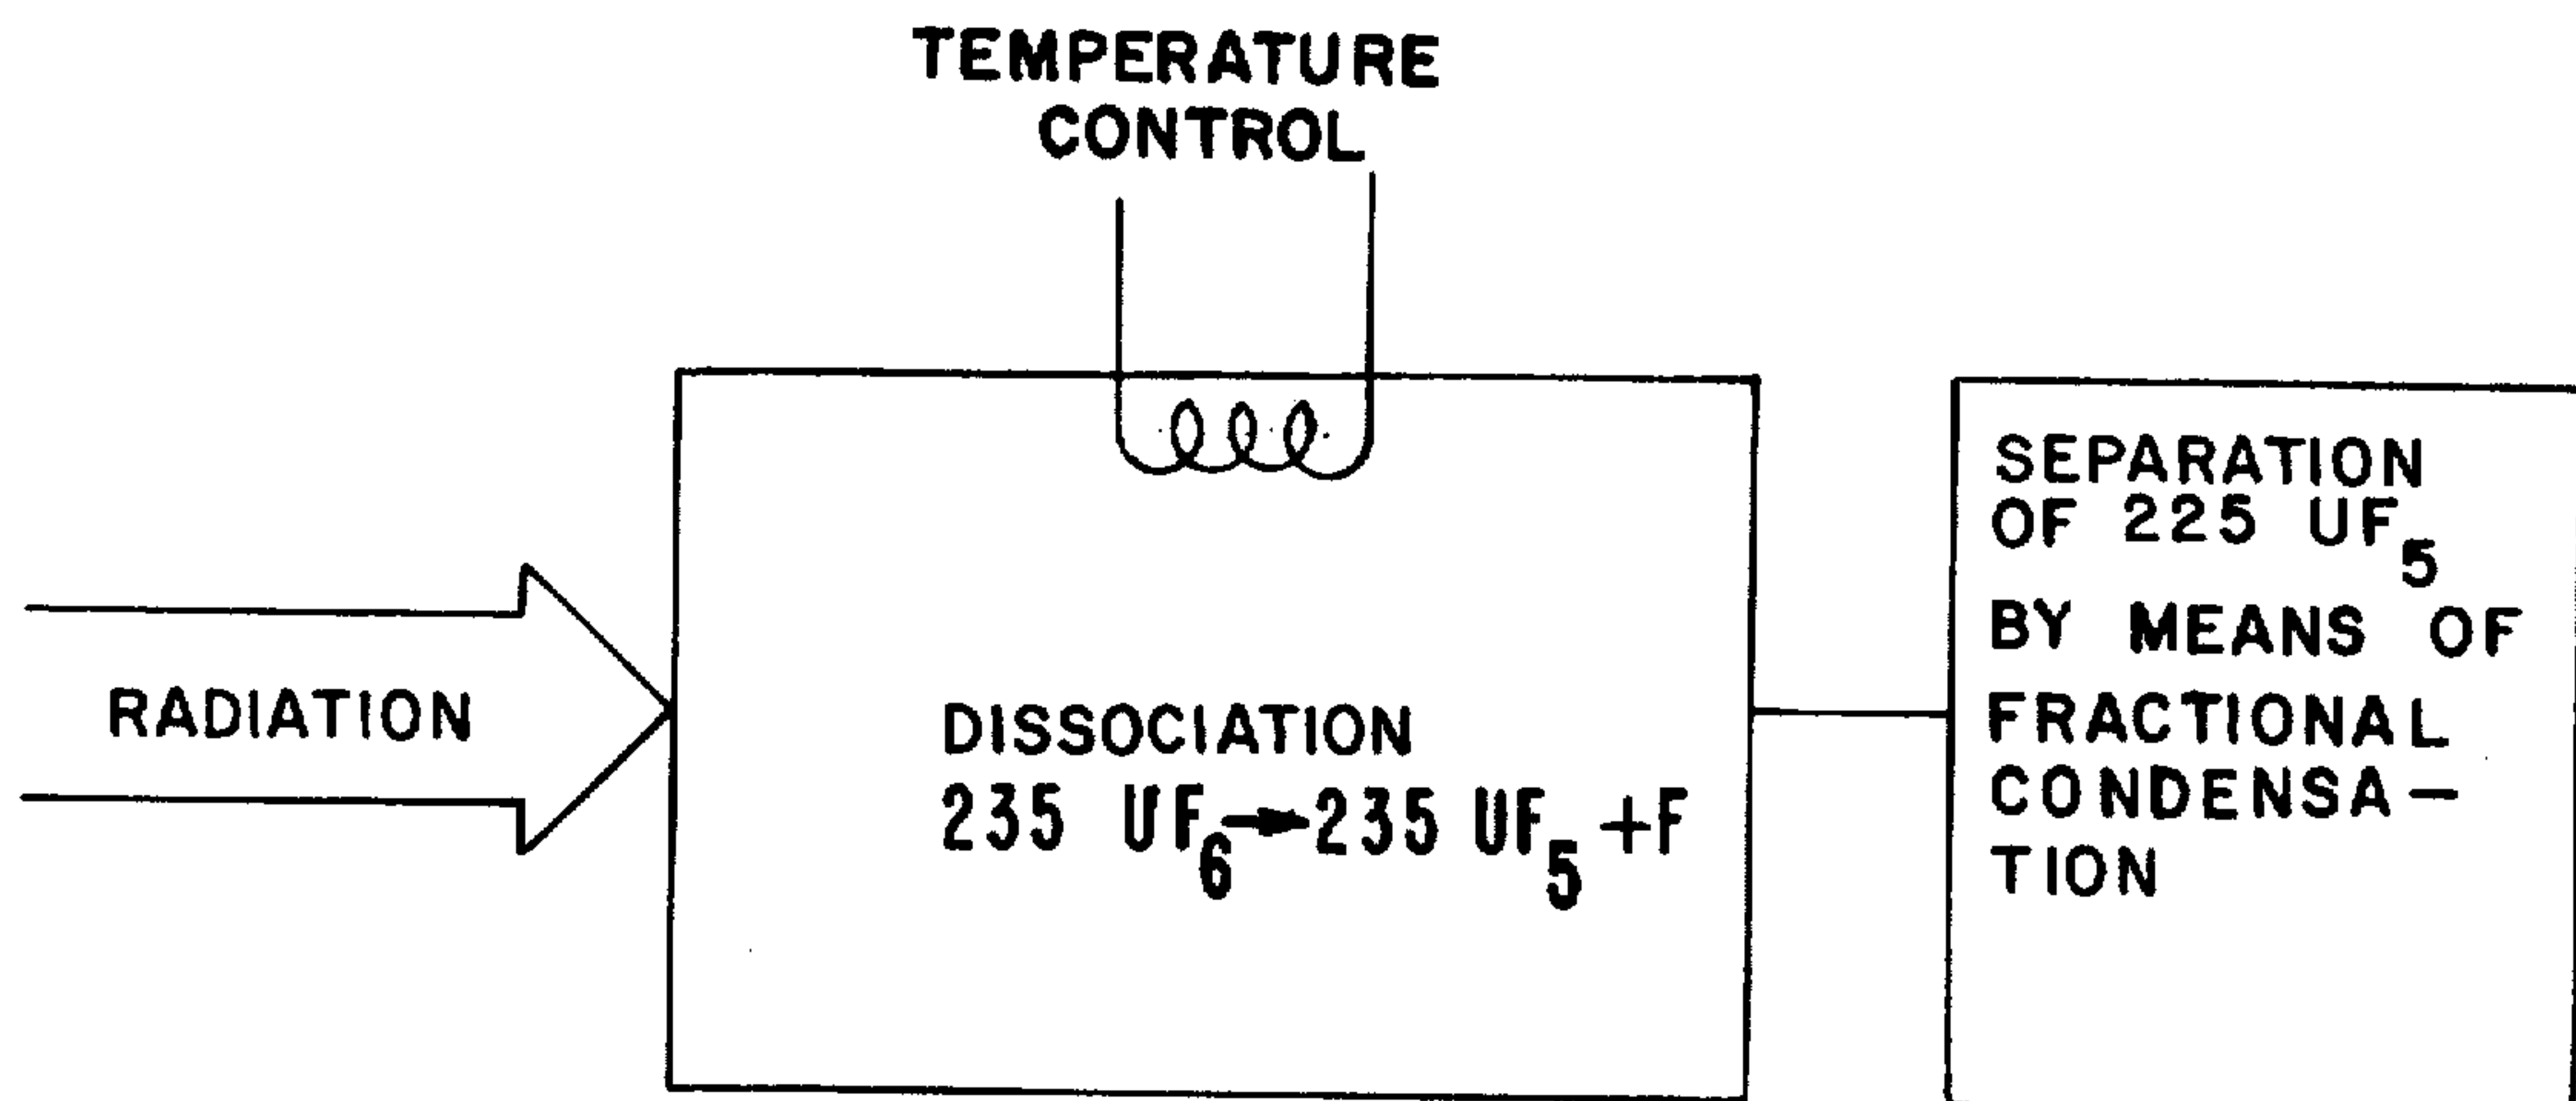 TEMPERATURE
CONTROL
RADIATION
DISSOCIATION
235 UF₆→235 UF₅+F
SEPARATION
OF 225 UF₅
BY MEANS OF
FRACTIONAL
CONDENSA-
TION